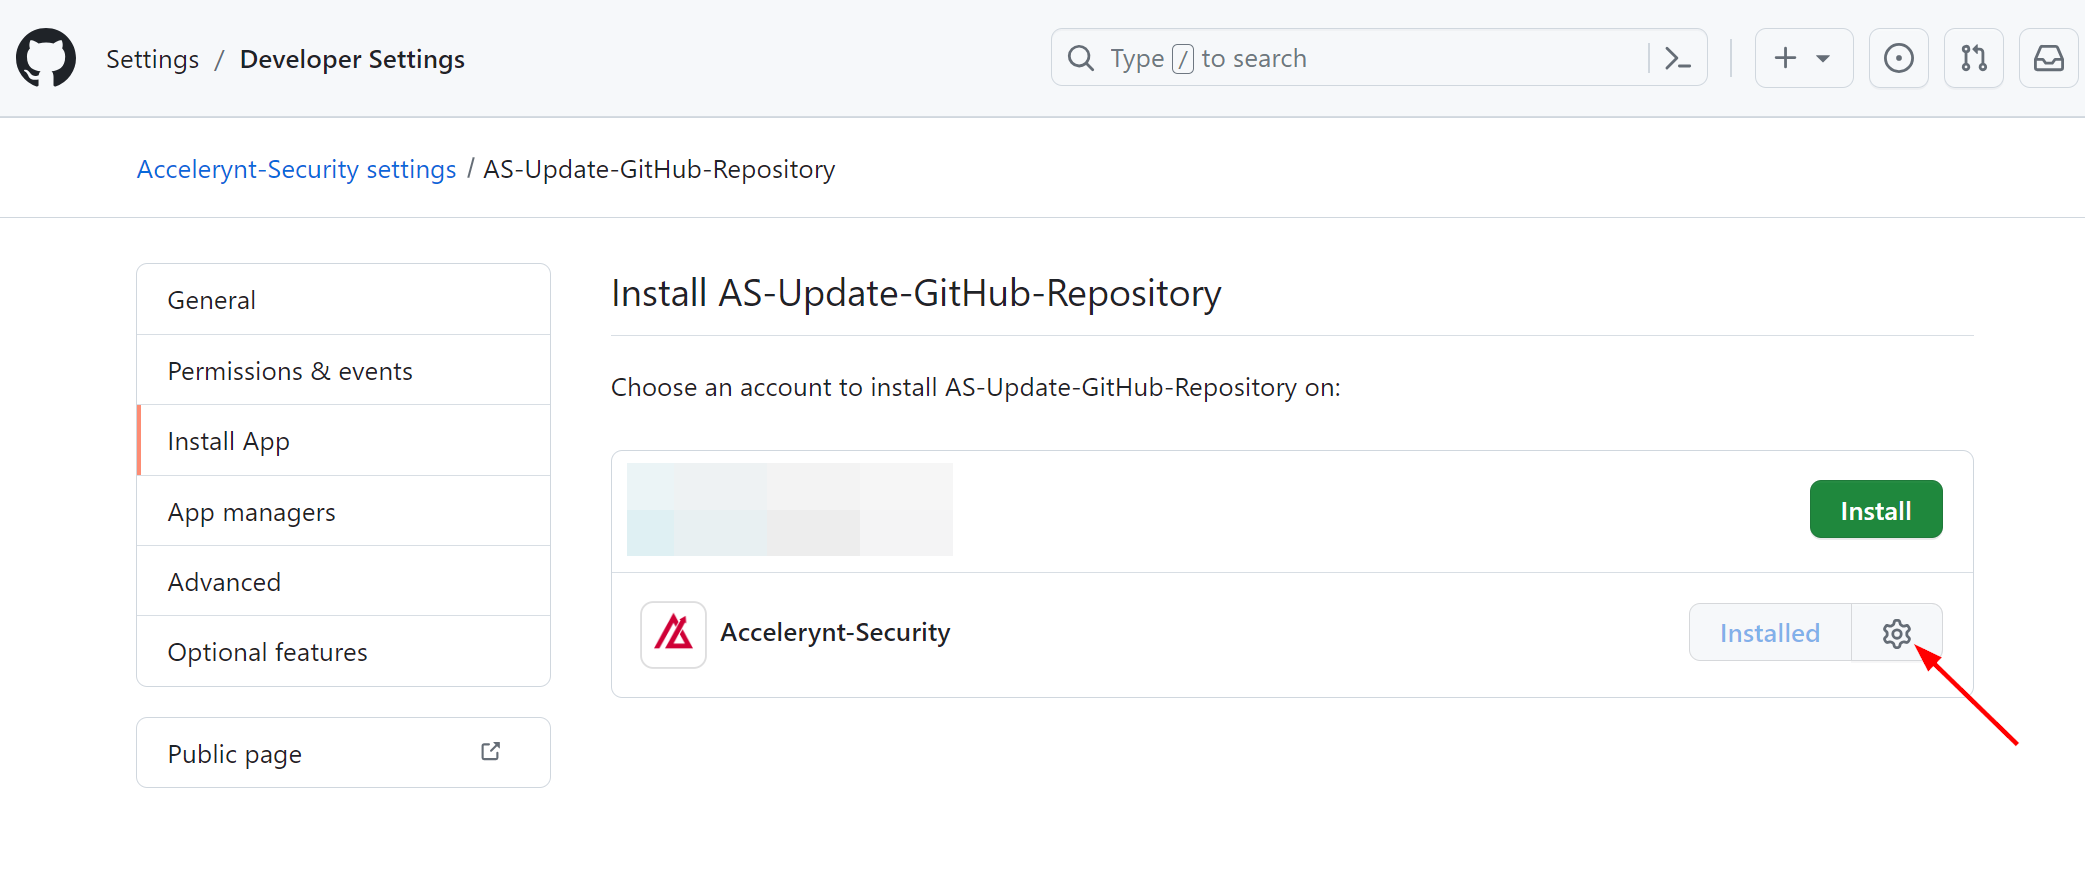 Settings / Developer Settings
Type / to search
Accelerynt-Security settings / AS-Update-GitHub-Repository
General
Permissions & events
Install App
App managers
Advanced
Optional features
Public page
Install AS-Update-GitHub-Repository
Choose an account to install AS-Update-GitHub-Repository on:
Install
Accelerynt-Security
Installed